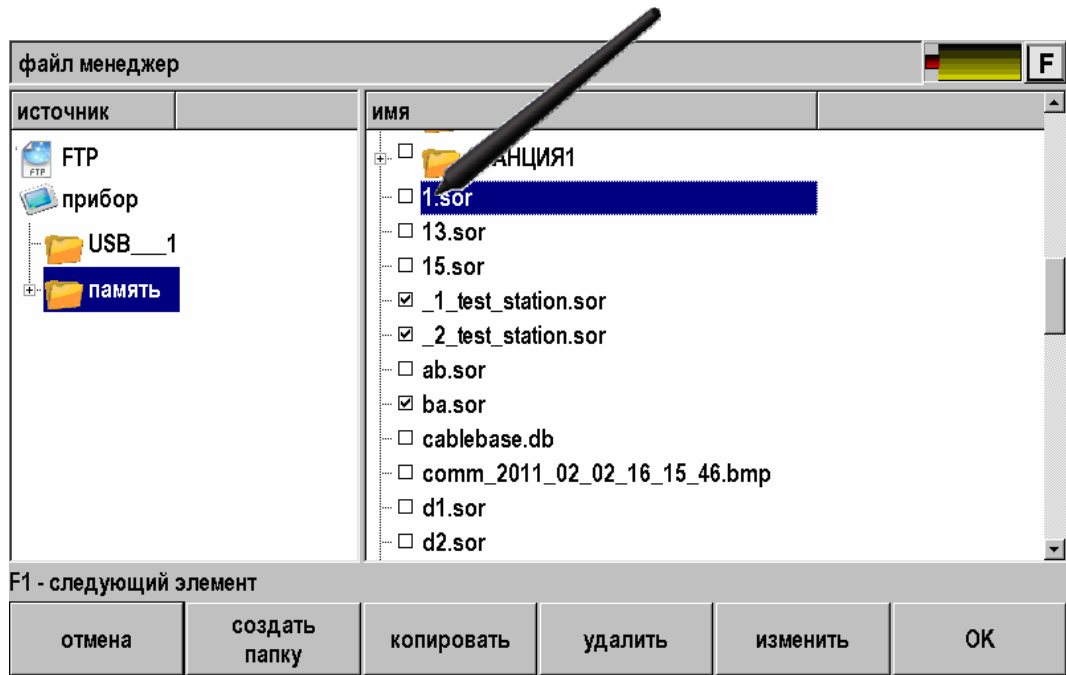 файл менеджер
F
источник
имя
FTP
FTP
прибор
USB___1
память
1.sor
13.sor
15.sor
_1_test_station.sor
_2_test_station.sor
ab.sor
ba.sor
cablebase.db
comm_2011_02_02_16_15_46.bmp
d1.sor
d2.sor
F1 - следующий элемент
отмена
создать
папку
копировать
удалить
изменить
OK